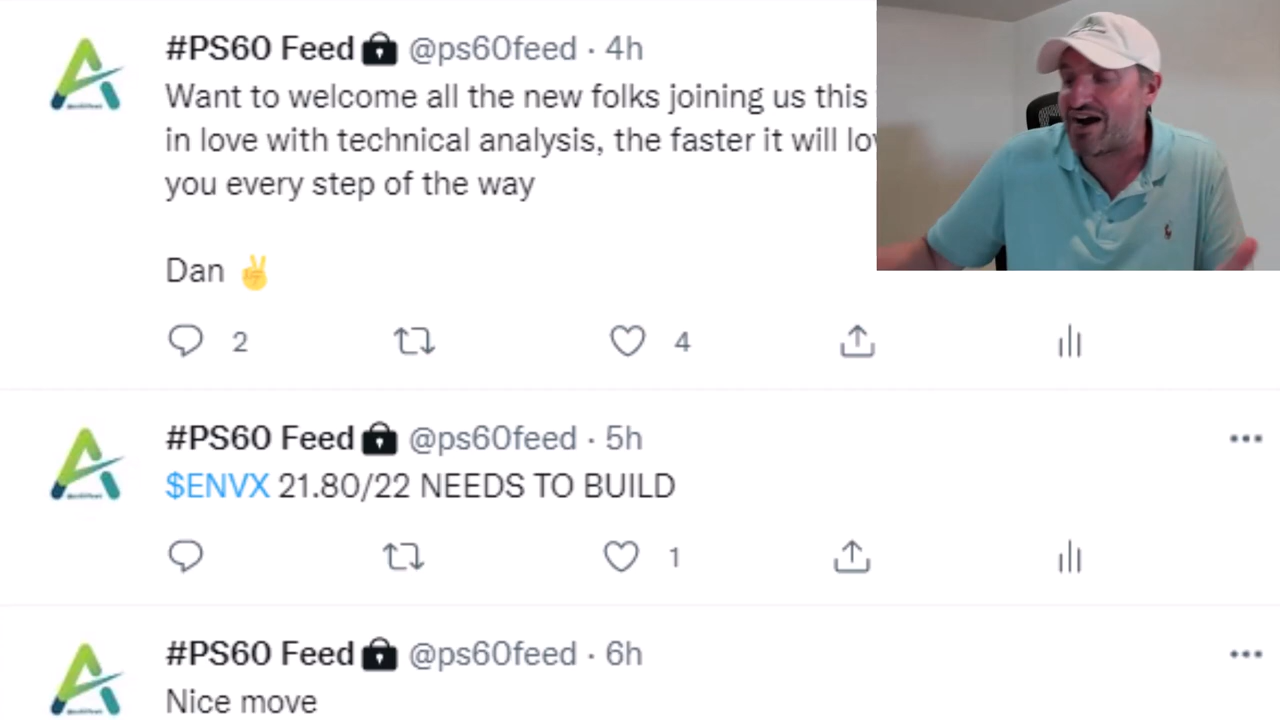 #PS60 Feed @ps60feed · 4h
Want to welcome all the new folks joining us this
in love with technical analysis, the faster it will
you every step of the way
Dan ✌
2
4
#PS60 Feed @ps60feed · 5h
$ENVX 21.80/22 NEEDS TO BUILD
1
#PS60 Feed @ps60feed · 6h
Nice move